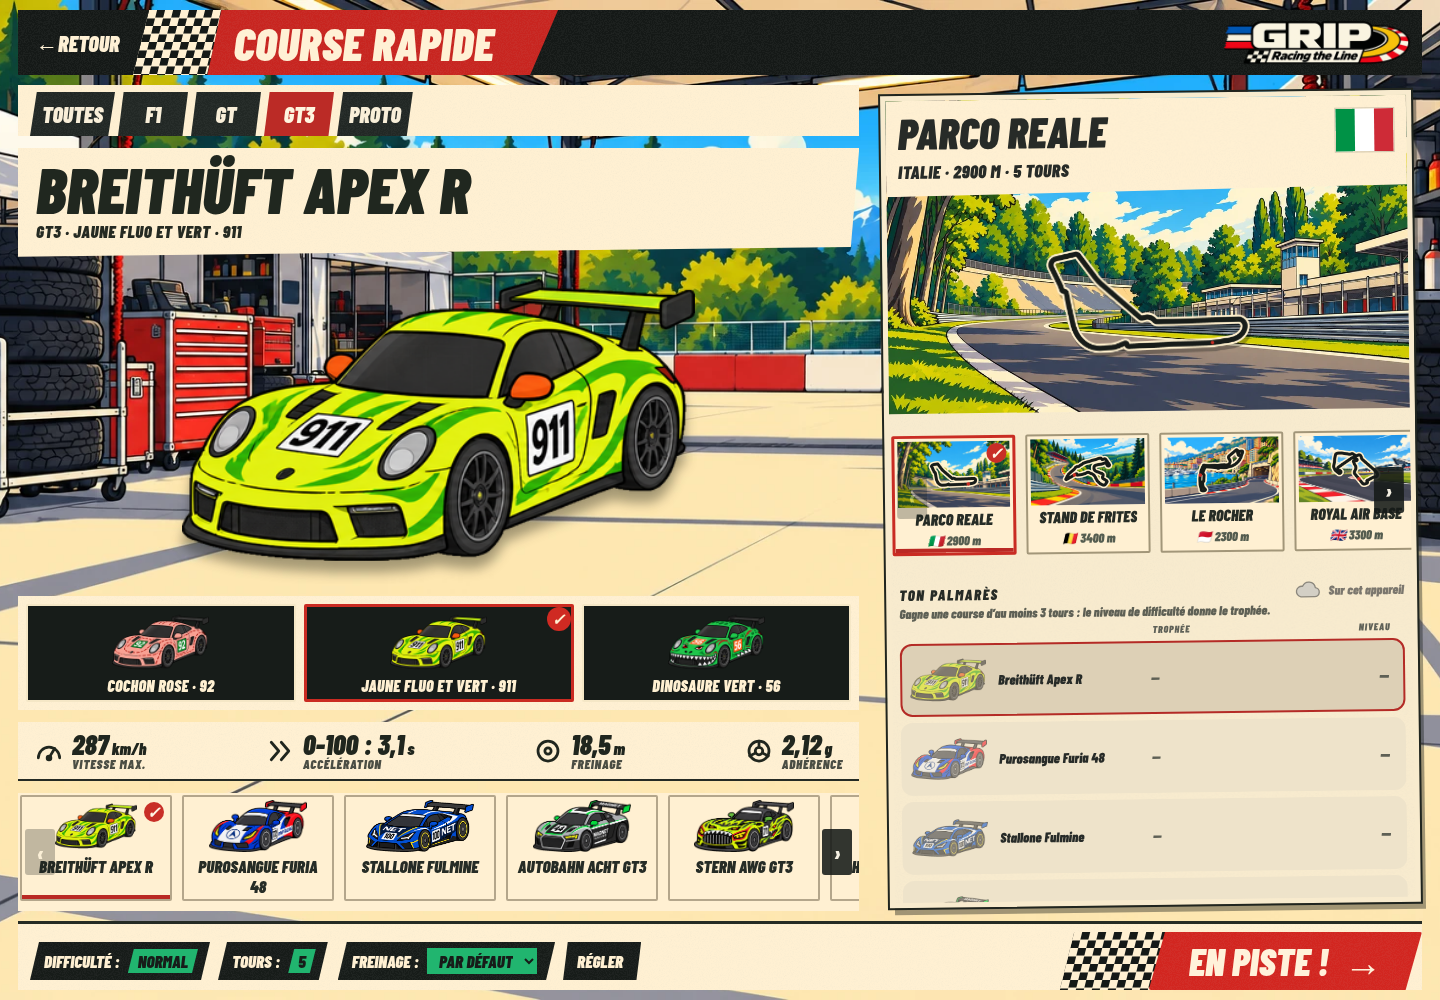 ←RETOUR
COURSE RAPIDE
GRIP
Racing the Line
TOUTES
F1
GT
GT3
PROTO
BREITHÜFT APEX R
GT3 · JAUNE FLUO ET VERT · 911
911
911
COCHON ROSE · 92
JAUNE FLUO ET VERT · 911
DINOSAURE VERT · 56
287 km/h
VITESSE MAX.
0-100 : 3,1 s
ACCÉLÉRATION
18,5 m
FREINAGE
2,12 g
ADHÉRENCE
BREITHÜFT APEX R
PUROSANGUE FURIA
48
STALLONE FULMINE
AUTOBAHN ACHT GT3
STERN AWG GT3
PARCO REALE
ITALIE · 2900 M · 5 TOURS
PARCO REALE
2900 m
STAND DE FRITES
3400 m
LE ROCHER
2300 m
ROYAL AIR BASE
3300 m
TON PALMARÈS
Sur cet appareil
Gagne une course d'au moins 3 tours : le niveau de difficulté donne le trophée.
TROPHÉE
NIVEAU
Breithüft Apex R
–
–
Purosangue Furia 48
–
–
Stallone Fulmine
–
–
DIFFICULTÉ : NORMAL
TOURS : 5
FREINAGE : PAR DÉFAUT
RÉGLER
EN PISTE ! →